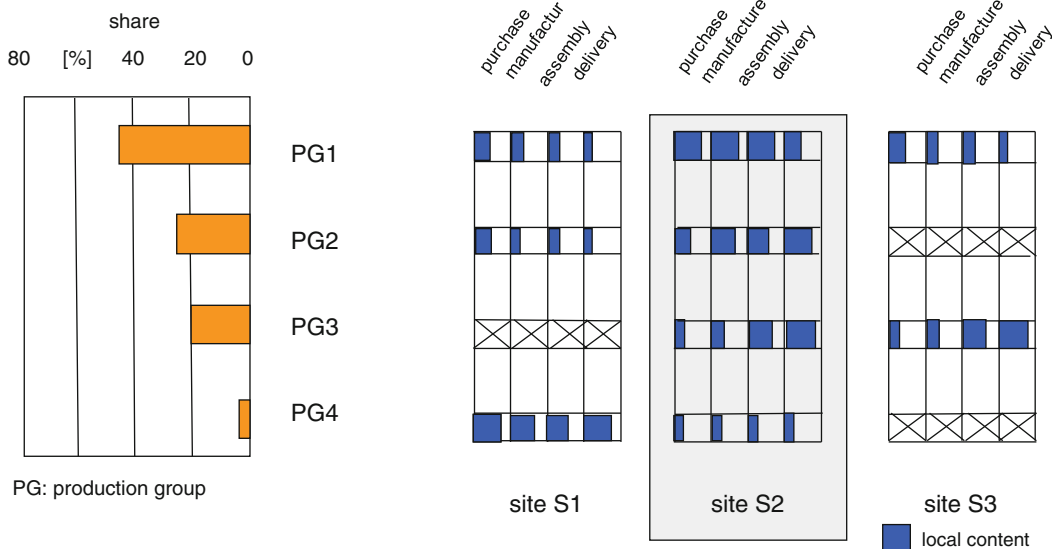 share
80 [%] 40 20 0
PG1
PG2
PG3
PG4
PG: production group
purchase
manufactur
assembly
delivery
purchase
manufacture
assembly
delivery
purchase
manufacture
assembly
delivery
site S1
site S2
site S3
local content